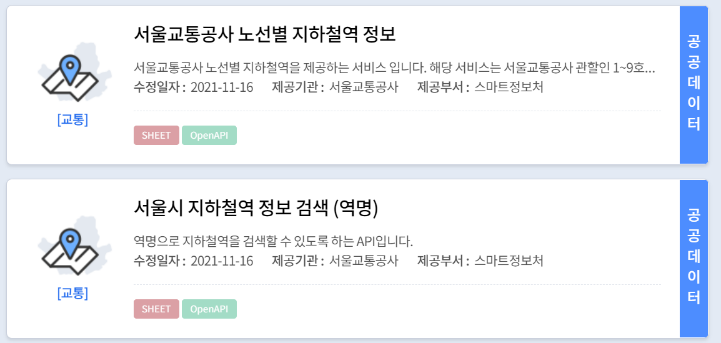 서울교통공사 노선별 지하철역 정보
서울교통공사 노선별 지하철역을 제공하는 서비스 입니다. 해당 서비스는 서울교통공사 관할인 1~9호...
수정일자 : 2021-11-16 제공기관 : 서울교통공사 제공부서 : 스마트정보처
[교통]
SHEET OpenAPI
공공데이터
서울시 지하철역 정보 검색 (역명)
역명으로 지하철역을 검색할 수 있도록 하는 API입니다.
수정일자 : 2021-11-16 제공기관 : 서울교통공사 제공부서 : 스마트정보처
[교통]
SHEET OpenAPI
공공데이터